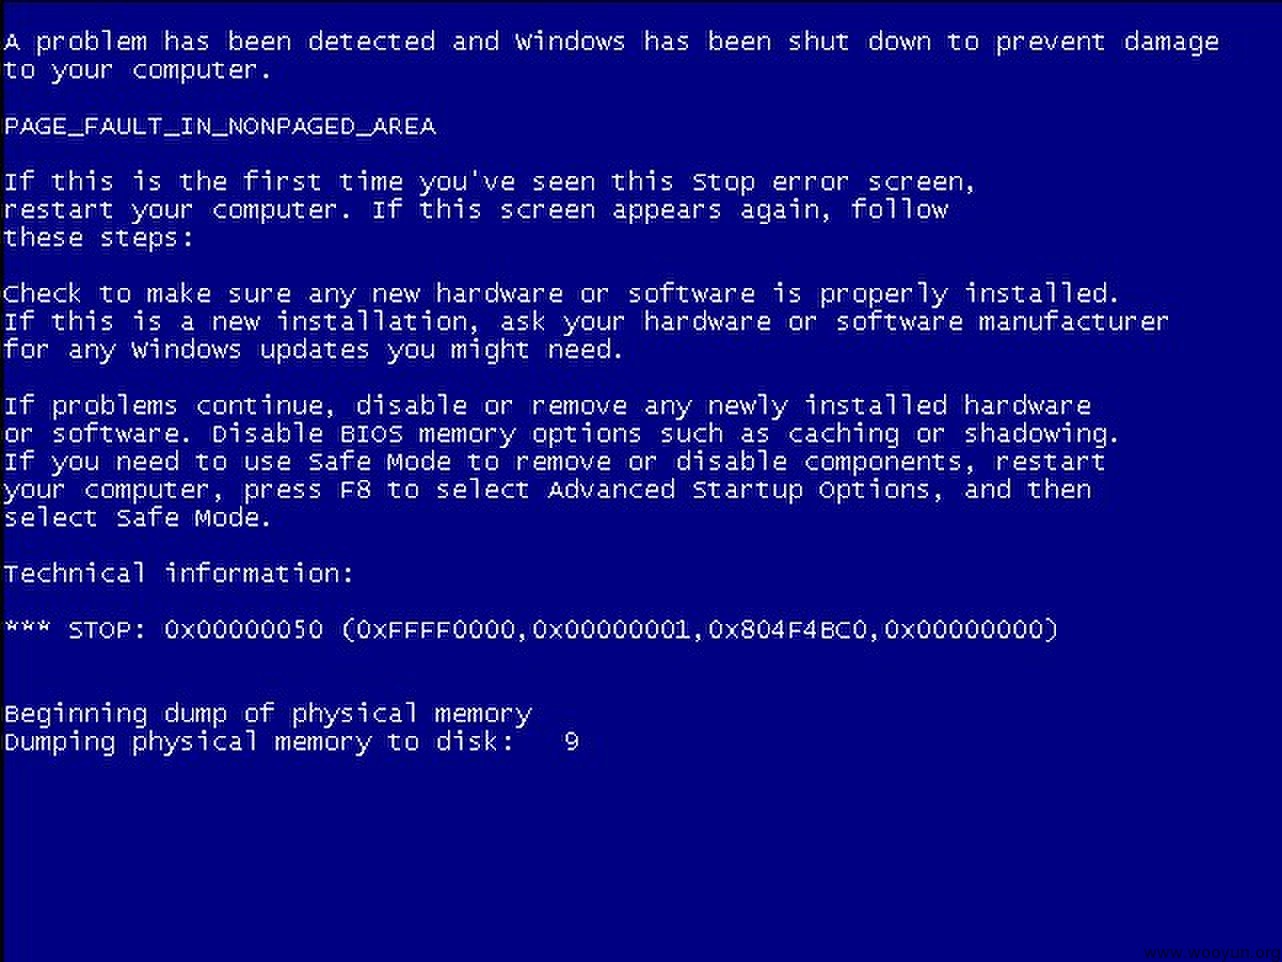 A problem has been detected and Windows has been shut down to prevent damage
to your computer.
PAGE_FAULT_IN_NONPAGED_AREA
If this is the first time you've seen this Stop error screen,
restart your computer. If this screen appears again, follow
these steps:
Check to make sure any new hardware or software is properly installed.
If this is a new installation, ask your hardware or software manufacturer
for any Windows updates you might need.
If problems continue, disable or remove any newly installed hardware
or software. Disable BIOS memory options such as caching or shadowing.
If you need to use Safe Mode to remove or disable components, restart
your computer, press F8 to select Advanced Startup Options, and then
select Safe Mode.
Technical information:
*** STOP: 0x00000050 (0xFFFF0000,0x00000001,0x804F4BC0,0x00000000)
Beginning dump of physical memory
Dumping physical memory to disk: 9
www.wooyun.org